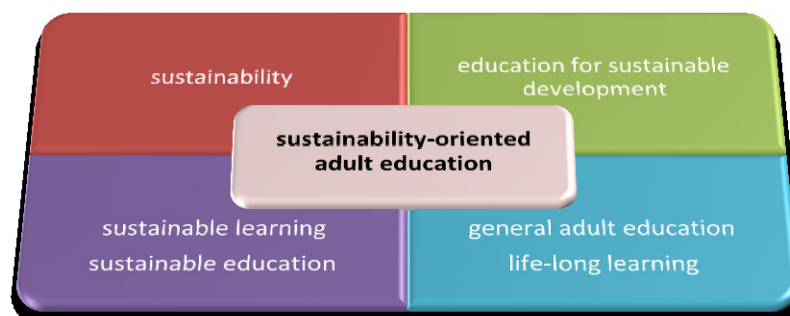 sustainability
education for sustainable
development
sustainability-oriented
adult education
sustainable learning
sustainable education
general adult education
life-long learning